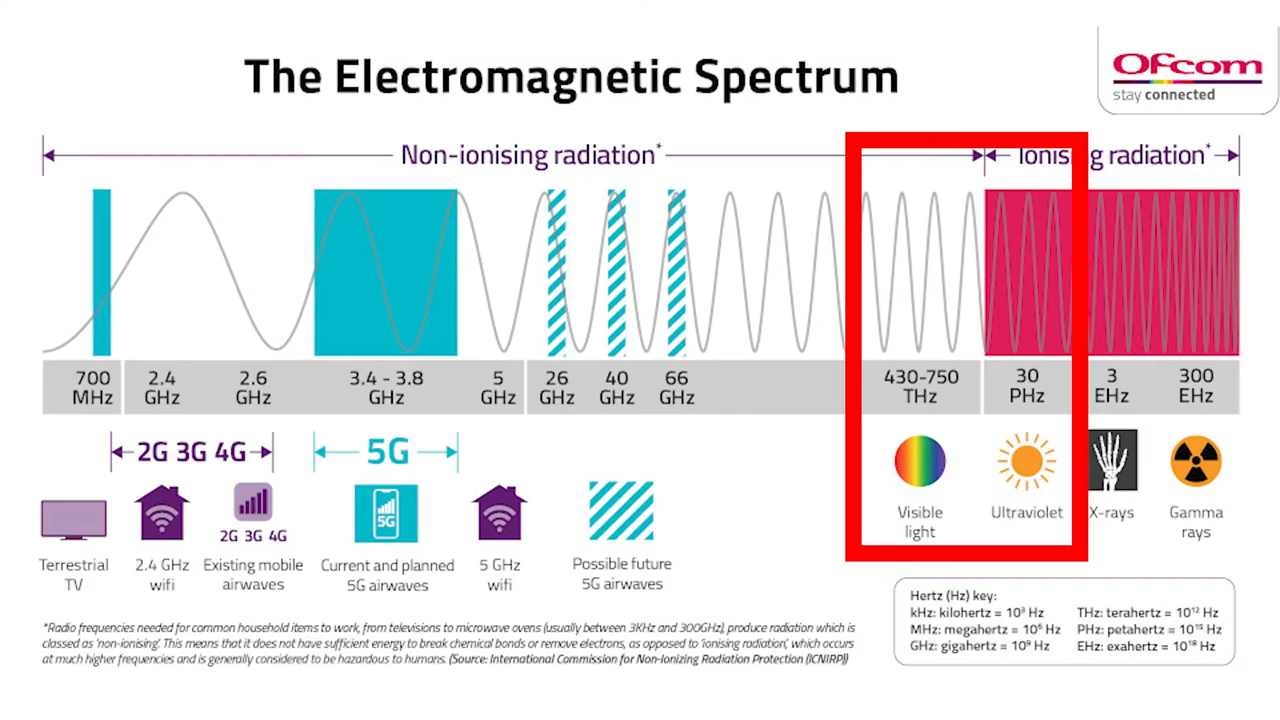 The Electromagnetic Spectrum
Ofcom
stay connected
Non-ionising radiation*
Ionising radiation*
700 MHz
2.4 GHz
2.6 GHz
3.4 - 3.8 GHz
5 GHz
26 GHz
40 GHz
66 GHz
430-750 THz
30 PHz
3 EHz
300 EHz
2G 3G 4G
5G
5G
2G 3G 4G
Terrestrial TV
2.4 GHz wifi
Existing mobile airwaves
Current and planned 5G airwaves
5 GHz wifi
Possible future 5G airwaves
Visible light
Ultraviolet
X-rays
Gamma rays
Hertz (Hz) key:
kHz: kilohertz = 10³ Hz
MHz: megahertz = 10⁶ Hz
GHz: gigahertz = 10⁹ Hz
THz: terahertz = 10¹² Hz
PHz: petahertz = 10¹⁵ Hz
EHz: exahertz = 10¹⁸ Hz
*Radio frequencies needed for common household items to work, from televisions to microwave ovens (usually between 3KHz and 300GHz), produce radiation which is
classed as 'non-ionising'. This means that it does not have sufficient energy to break chemical bonds or remove electrons, as opposed to 'ionising radiation', which occurs
at much higher frequencies and is generally considered to be hazardous to humans. (Source: International Commission for Non-Ionizing Radiation Protection (ICNIRP))